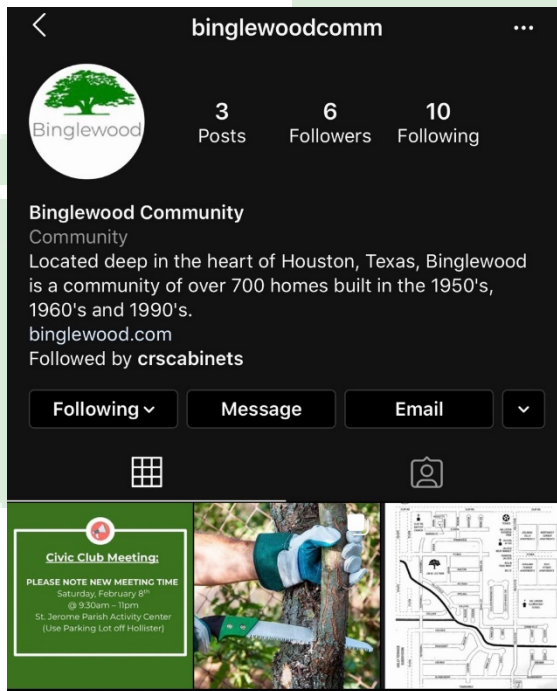 binglewoodcomm
Binglewood
3
6
10
Posts
Followers
Following
Binglewood Community
Community
Located deep in the heart of Houston, Texas, Binglewood
is a community of over 700 homes built in the 1950's,
1960's and 1990's.
binglewood.com
Followed by crscabinets
Following
Message
Email
Civic Club Meeting:
PLEASE NOTE NEW MEETING TIME
Saturday, February 8th
@ 9:30am – 11pm
St. Jerome Parish Activity Center
(Use Parking Lot off Hollister)